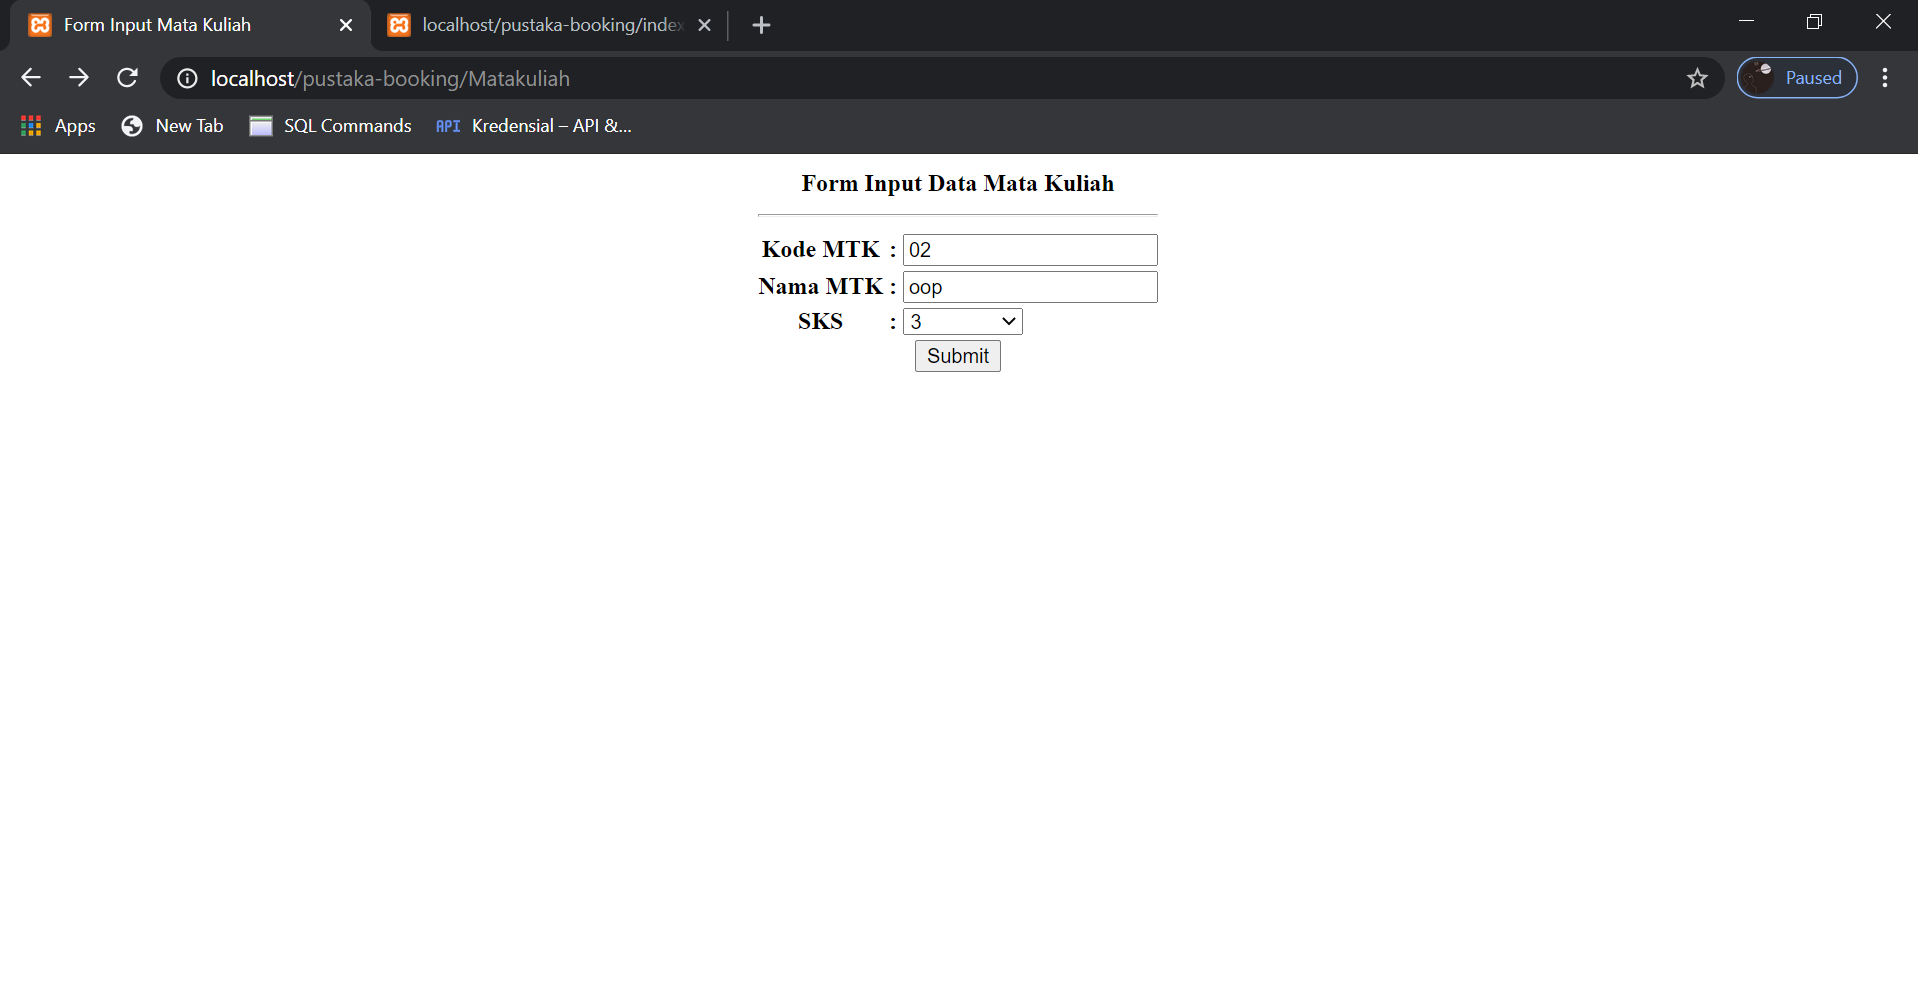 Form Input Mata Kuliah
localhost/pustaka-booking/index
localhost/pustaka-booking/Matakuliah
Paused
Apps
New Tab
SQL Commands
API Kredensial – API &...
Form Input Data Mata Kuliah
Kode MTK : 02
Nama MTK : oop
SKS : 3
Submit